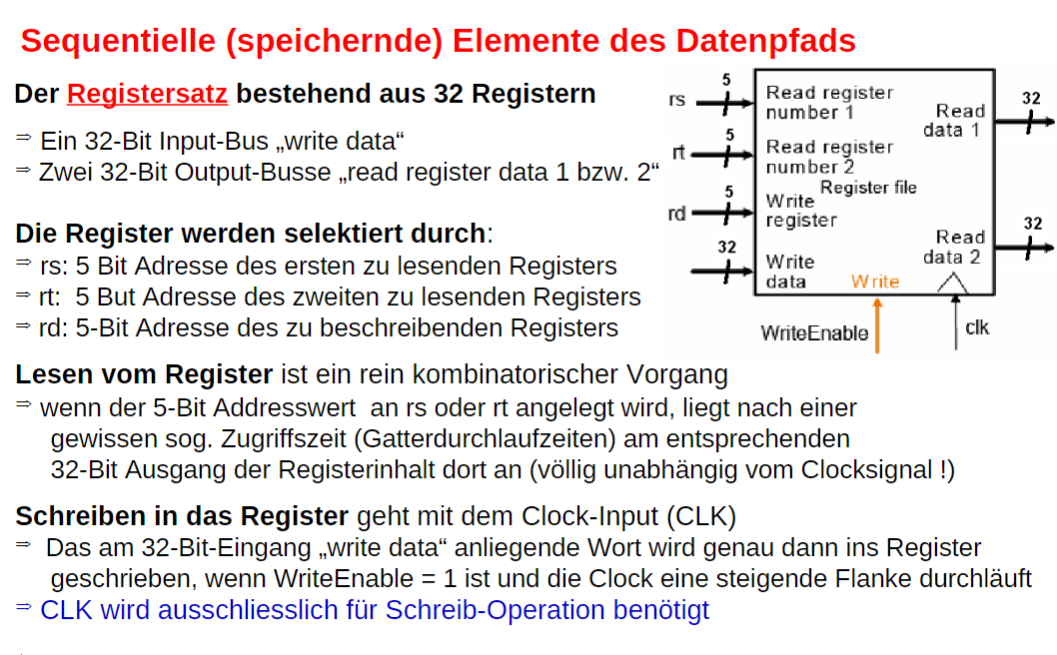 Sequentielle (speichernde) Elemente des Datenpfads
Der Registersatz bestehend aus 32 Registern
⇒ Ein 32-Bit Input-Bus „write data“
⇒ Zwei 32-Bit Output-Busse „read register data 1 bzw. 2“
Die Register werden selektiert durch:
⇒ rs: 5 Bit Adresse des ersten zu lesenden Registers
⇒ rt: 5 But Adresse des zweiten zu lesenden Registers
⇒ rd: 5-Bit Adresse des zu beschreibenden Registers
rs
5
Read register
number 1
rt
5
Read register
number 2
Register file
rd
5
Write
register
32
Write
data
Write
Read
data 1
32
Read
data 2
32
WriteEnable
clk
Lesen vom Register ist ein rein kombinatorischer Vorgang
⇒ wenn der 5-Bit Addresswert an rs oder rt angelegt wird, liegt nach einer
gewissen sog. Zugriffszeit (Gatterdurchlaufzeiten) am entsprechenden
32-Bit Ausgang der Registerinhalt dort an (völlig unabhängig vom Clocksignal !)
Schreiben in das Register geht mit dem Clock-Input (CLK)
⇒ Das am 32-Bit-Eingang „write data“ anliegende Wort wird genau dann ins Register
geschrieben, wenn WriteEnable = 1 ist und die Clock eine steigende Flanke durchläuft
⇒ CLK wird ausschliesslich für Schreib-Operation benötigt